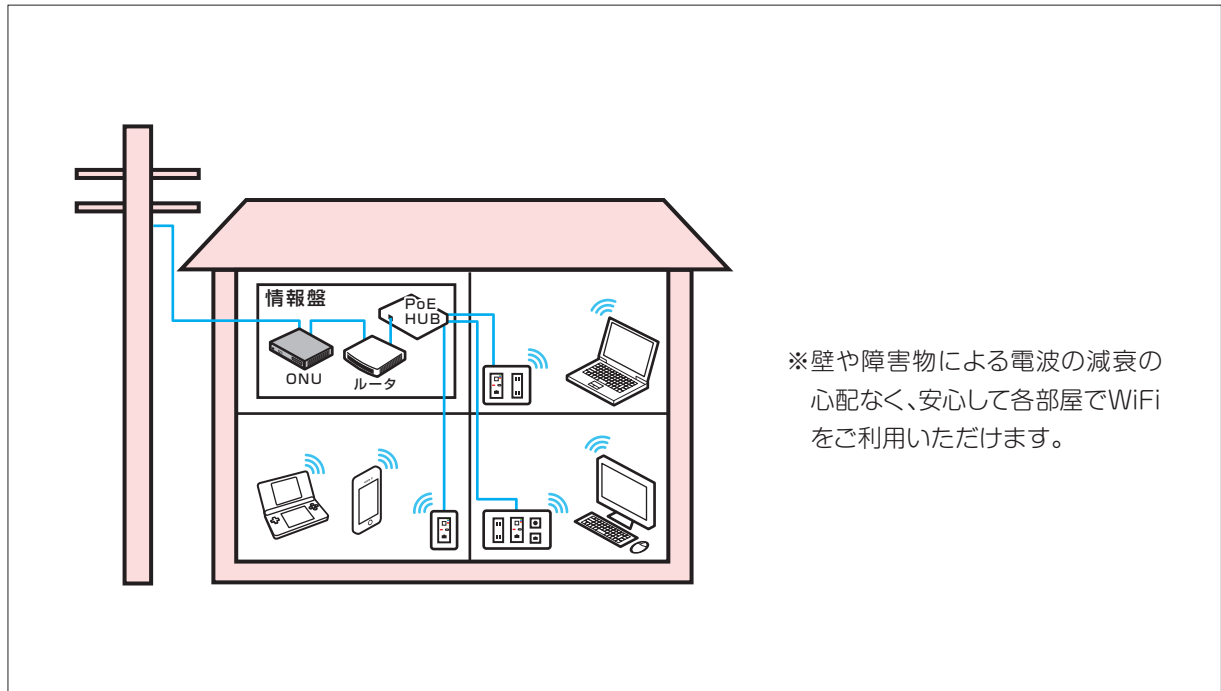 情報盤
PoE
HUB
ONU
ルータ
※壁や障害物による電波の減衰の
心配なく、安心して各部屋でWiFi
をご利用いただけます。